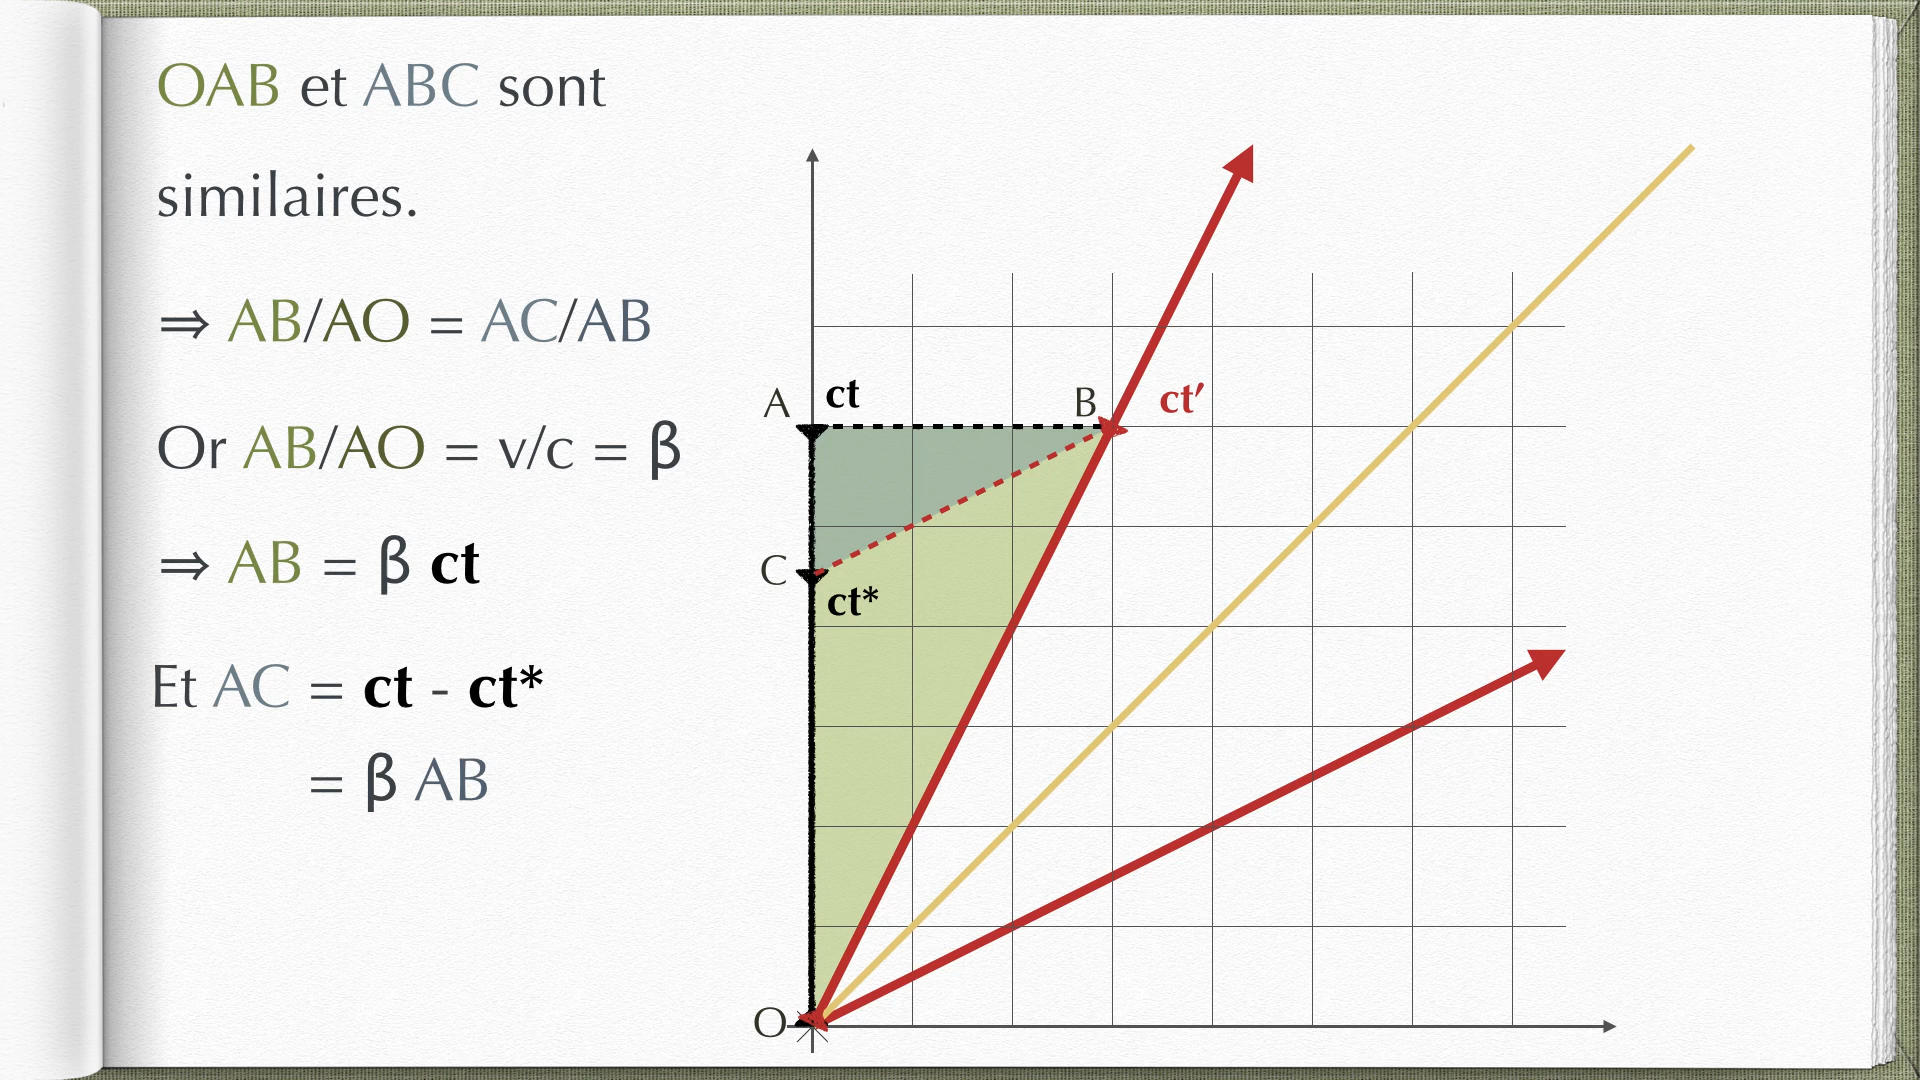 OAB et ABC sont
similaires.
⇒ AB/AO = AC/AB
Or AB/AO = v/c = β
⇒ AB = β ct
Et AC = ct - ct*
= β AB
A
ct
B
ct′
C
ct*
O